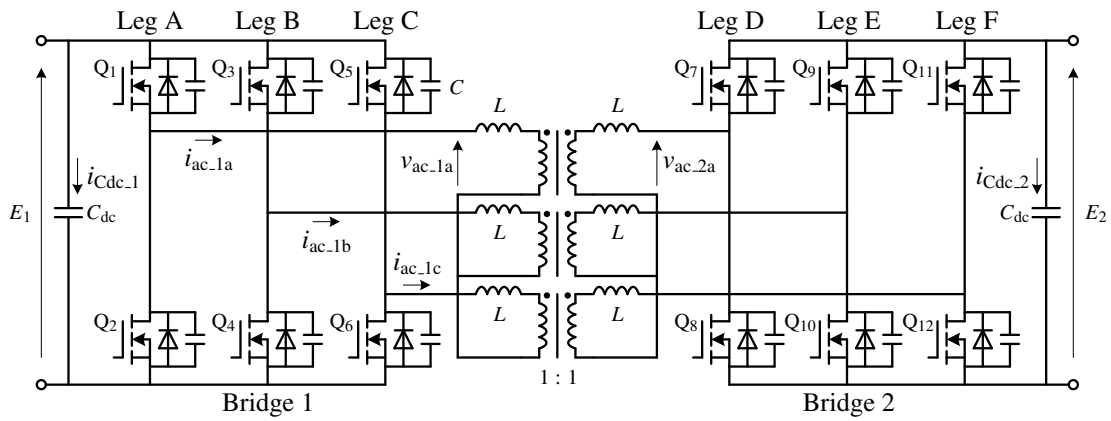 Leg A Leg B Leg C Leg D Leg E Leg F
Q1 Q3 Q5 C L L Q7 Q9 Q11
iac_1a vac_1a vac_2a
iCdc_1 iCdc_2
E1 Cdc L L Cdc E2
iac_1b
iac_1c
Q2 Q4 Q6 L L Q8 Q10 Q12
1 : 1
Bridge 1 Bridge 2